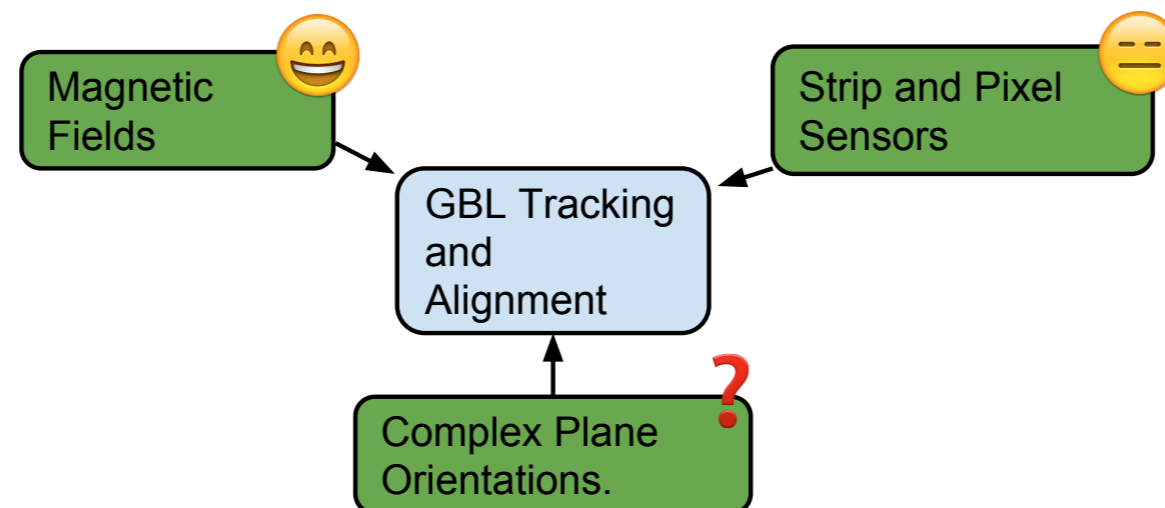 Magnetic
Fields
Strip and Pixel
Sensors
GBL Tracking
and
Alignment
Complex Plane
Orientations.
❓